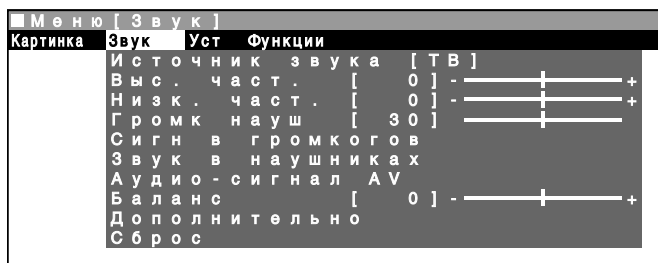 ■Меню[Звук]
Картинка Звук Уст Функции
Источник звука [ТВ]
Выс. част. [ 0] - +
Низк. част. [ 0] - +
Громк науш [ 30]
Сигн в громкогов
Звук в наушниках
Аудио-сигнал AV
Баланс [ 0] - +
Дополнительно
Сброс